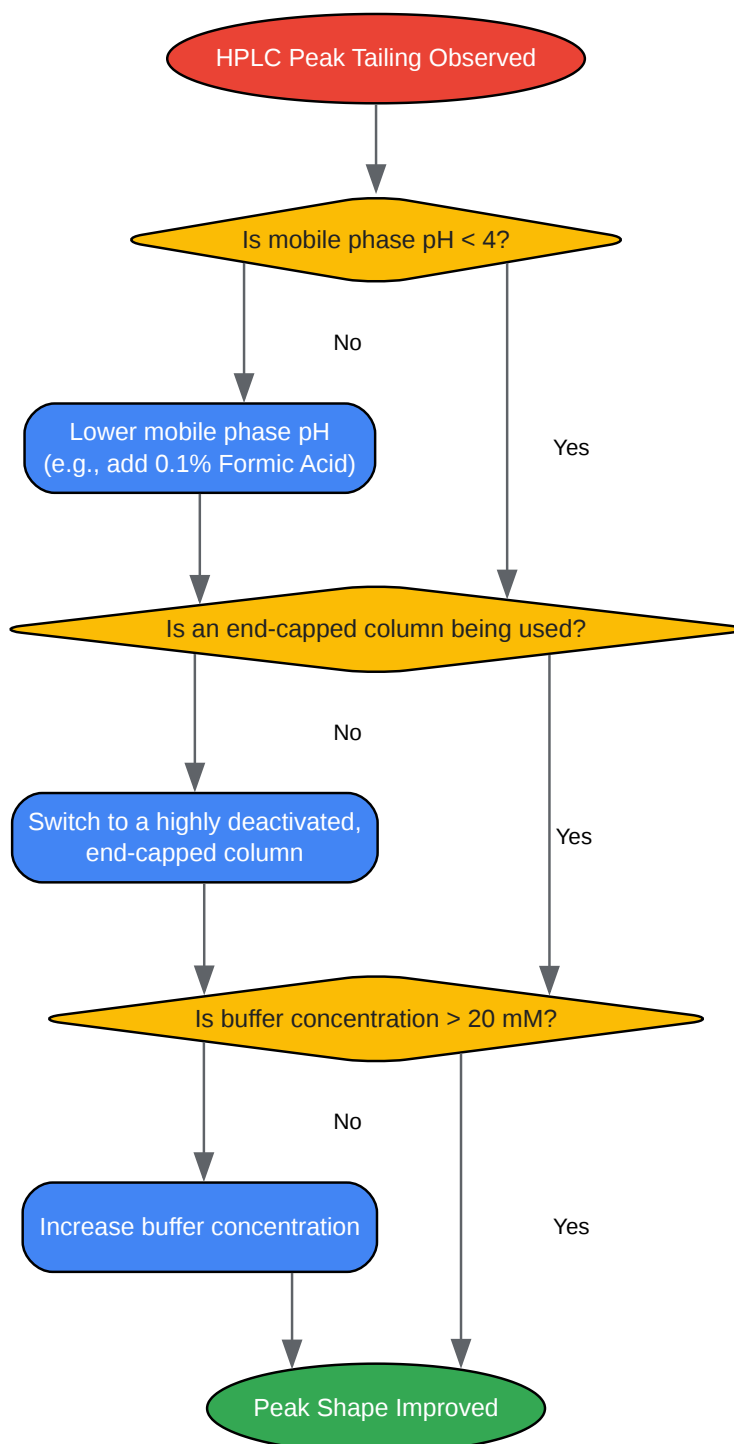 HPLC Peak Tailing Observed
Is mobile phase pH < 4?
No
Lower mobile phase pH
(e.g., add 0.1% Formic Acid)
Yes
Is an end-capped column being used?
No
Switch to a highly deactivated,
end-capped column
Yes
Is buffer concentration > 20 mM?
No
Increase buffer concentration
Yes
Peak Shape Improved